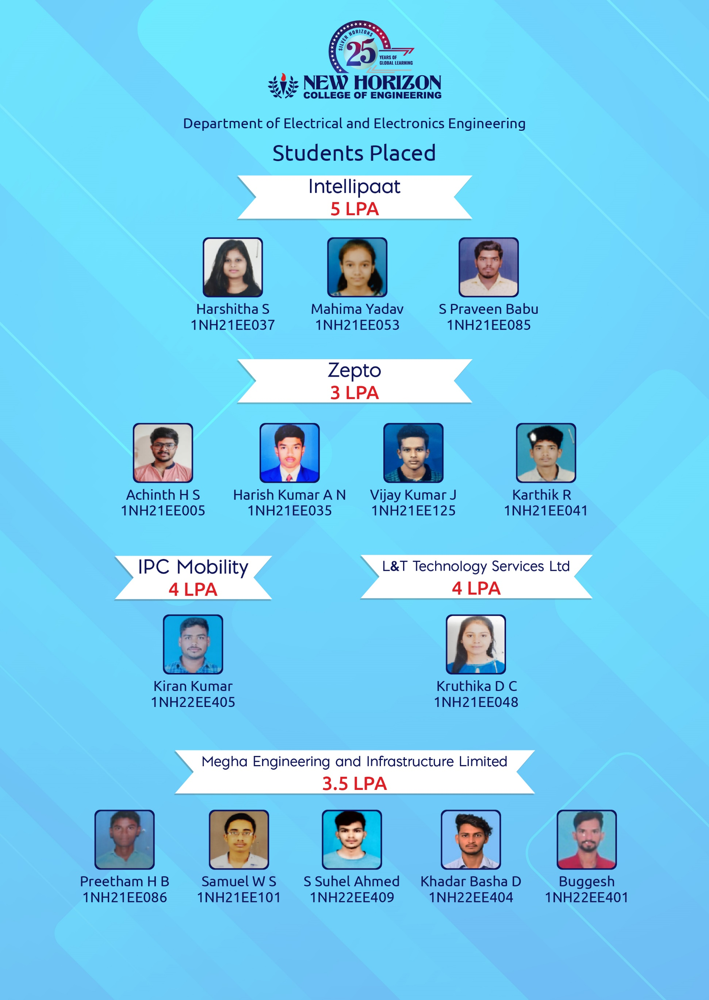 SILVER HORIZONS
25
YEARS OF
GLOBAL LEARNING
NEW HORIZON
COLLEGE OF ENGINEERING
Department of Electrical and Electronics Engineering
Students Placed
Intellipaat
5 LPA
Harshitha S
1NH21EE037
Mahima Yadav
1NH21EE053
S Praveen Babu
1NH21EE085
Zepto
3 LPA
Achinth H S
1NH21EE005
Harish Kumar A N
1NH21EE035
Vijay Kumar J
1NH21EE125
Karthik R
1NH21EE041
IPC Mobility
4 LPA
Kiran Kumar
1NH22EE405
L&T Technology Services Ltd
4 LPA
Kruthika D C
1NH21EE048
Megha Engineering and Infrastructure Limited
3.5 LPA
Preetham H B
1NH21EE086
Samuel W S
1NH21EE101
S Suhel Ahmed
1NH22EE409
Khadar Basha D
1NH22EE404
Buggesh
1NH22EE401